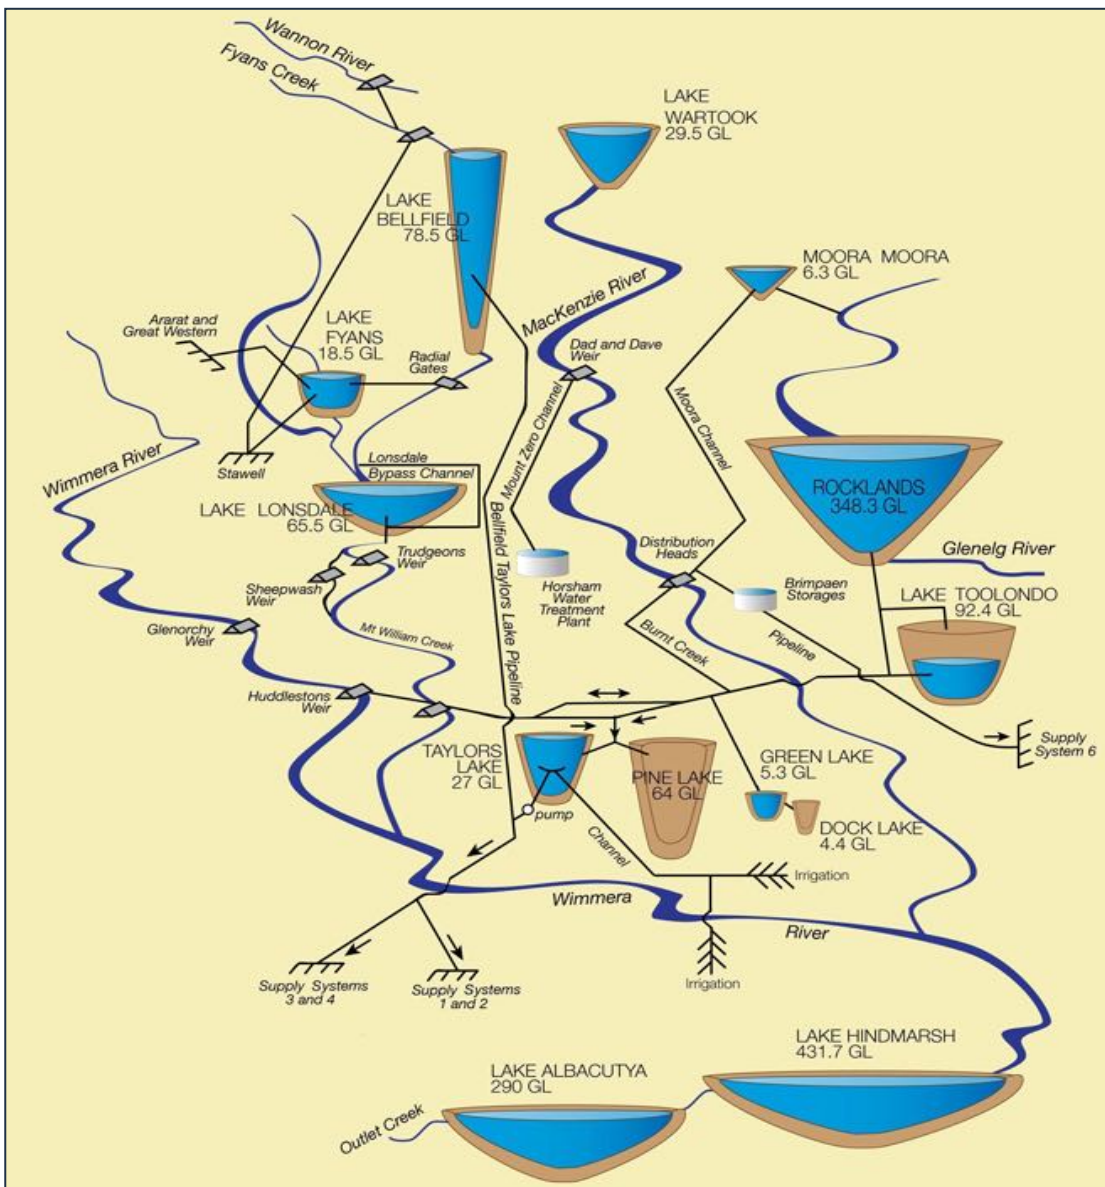 Wannon River
Fyans Creek
LAKE
WARTOOK
29.5 GL
LAKE
BELLFIELD
78.5 GL
MOORA MOORA
6.3 GL
MacKenzie River
Ararat and
Great Western
LAKE
FYANS
18.5 GL
Radial
Gates
Dad and Dave
Weir
Moora Channel
Mount Zero Channel
Stawell
Wimmera River
Lonsdale
Bypass Channel
LAKE LONSDALE
65.5 GL
ROCKLANDS
348.3 GL
Glenelg River
Bellfield Taylors Lake Pipeline
Trudgeons
Weir
Sheepwash
Weir
Horsham
Water
Treatment
Plant
Distribution
Heads
Brimpaen
Storages
LAKE TOOLONDO
92.4 GL
Glenorchy
Weir
Mt William Creek
Burnt Creek
Pipeline
Huddlestons
Weir
TAYLORS
LAKE
27 GL
PINE LAKE
64 GL
GREEN LAKE
5.3 GL
Supply
System 6
pump
DOCK LAKE
4.4 GL
Channel
Irrigation
Wimmera
River
Irrigation
Supply Systems
3 and 4
Supply Systems
1 and 2
LAKE HINDMARSH
431.7 GL
LAKE ALBACUTYA
290 GL
Outlet Creek